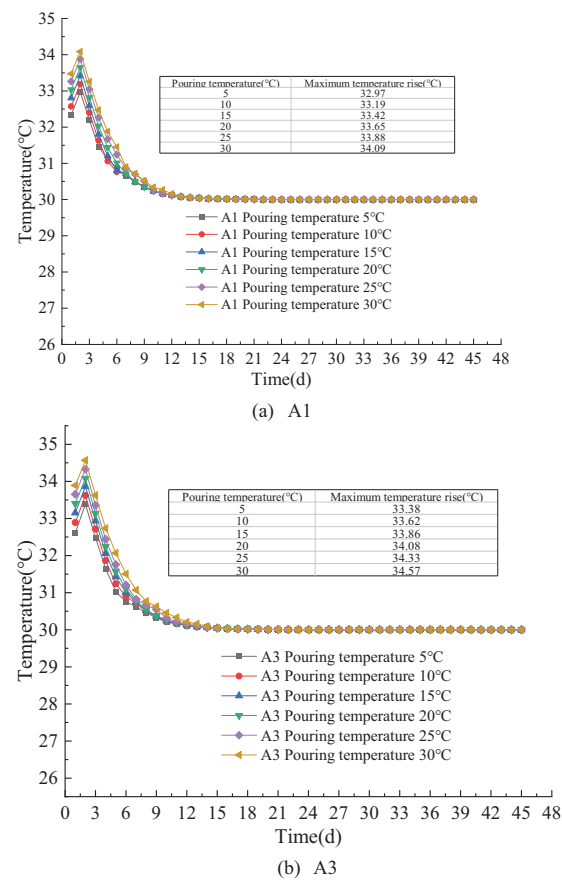 35
34
33
32
31
30
29
28
27
26
Temperature(°C)
Pouring temperature(°C) Maximum temperature rise(°C)
5 32.97
10 33.19
15 33.42
20 33.65
25 33.88
30 34.09
A1 Pouring temperature 5°C
A1 Pouring temperature 10°C
A1 Pouring temperature 15°C
A1 Pouring temperature 20°C
A1 Pouring temperature 25°C
A1 Pouring temperature 30°C
0 3 6 9 12 15 18 21 24 27 30 33 36 39 42 45 48
Time(d)
(a) A1
35
34
33
32
31
30
29
28
27
26
Temperature(°C)
Pouring temperature(°C) Maximum temperature rise(°C)
5 33.38
10 33.62
15 33.86
20 34.08
25 34.33
30 34.57
A3 Pouring temperature 5°C
A3 Pouring temperature 10°C
A3 Pouring temperature 15°C
A3 Pouring temperature 20°C
A3 Pouring temperature 25°C
A3 Pouring temperature 30°C
0 3 6 9 12 15 18 21 24 27 30 33 36 39 42 45 48
Time(d)
(b) A3